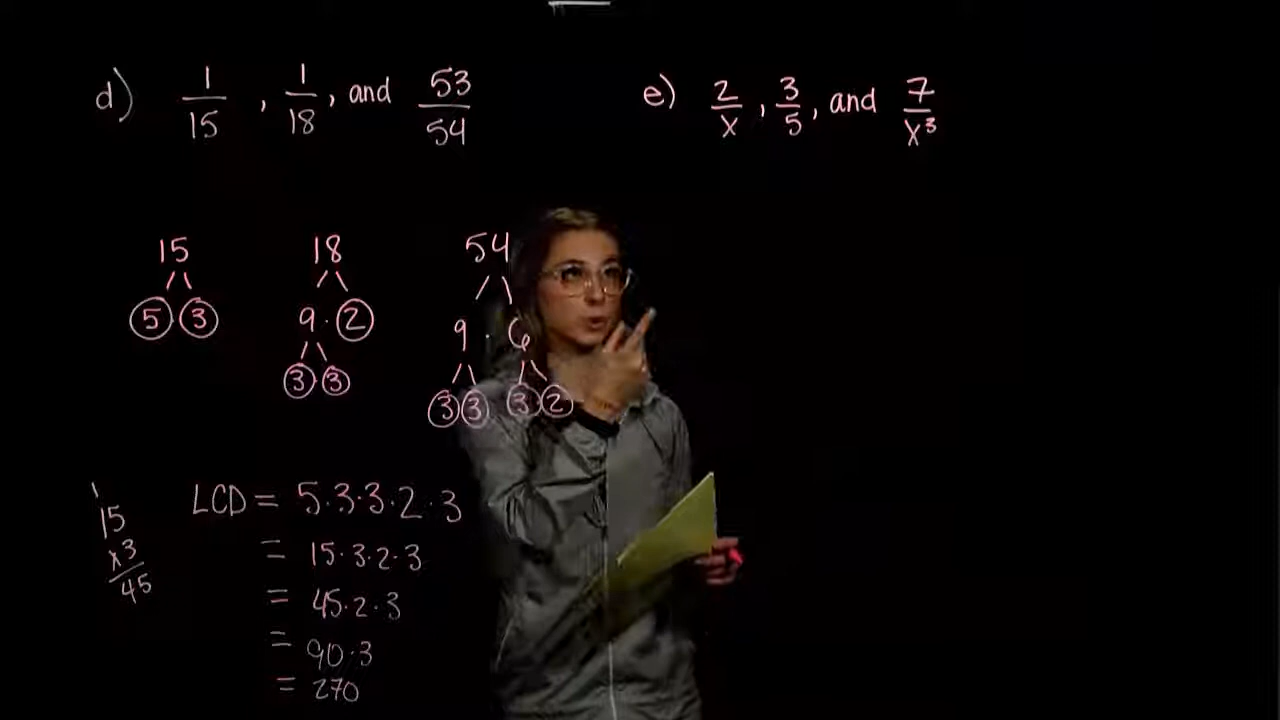 d) 1/15 , 1/18, and 53/54
e) 2/x , 3/5, and 7/x³
15
5 · 3
18
9 · 2
3 · 3
54
9 · 6
3 3 3 2
1
15
x3
45
LCD = 5·3·3·2·3
= 15·3·2·3
= 45·2·3
= 90·3
= 270